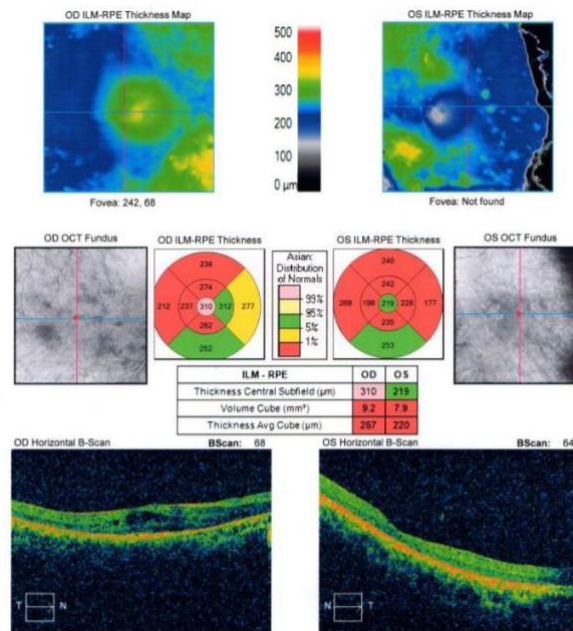 OD ILM-RPE Thickness Map
OS ILM-RPE Thickness Map
500
400
300
200
100
0 µm
Fovea: 242, 68
Fovea: Not found
OD OCT Fundus
OD ILM-RPE Thickness
OS ILM-RPE Thickness
OS OCT Fundus
Asian:
Distribution
of Normals
99%
95%
5%
1%
238
274
212
237
310
312
277
282
252
240
242
268
198
219
226
177
235
253
ILM - RPE OD OS
Thickness Central Subfield (µm) 310 219
Volume Cube (mm³) 9.2 7.9
Thickness Avg Cube (µm) 257 220
OD Horizontal B-Scan
BScan: 68
OS Horizontal B-Scan
BScan: 64
T N
T N